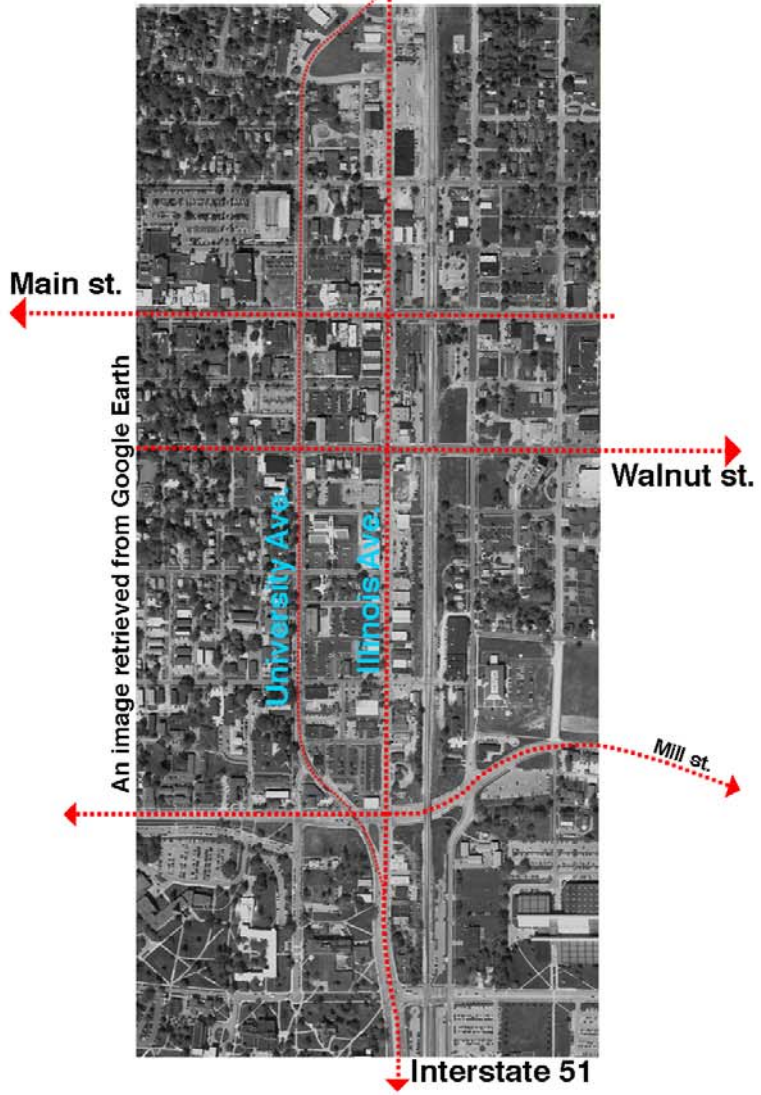 Main st.
An image retrieved from Google Earth
Walnut st.
University Ave.
Illinois Ave.
Mill st.
Interstate 51